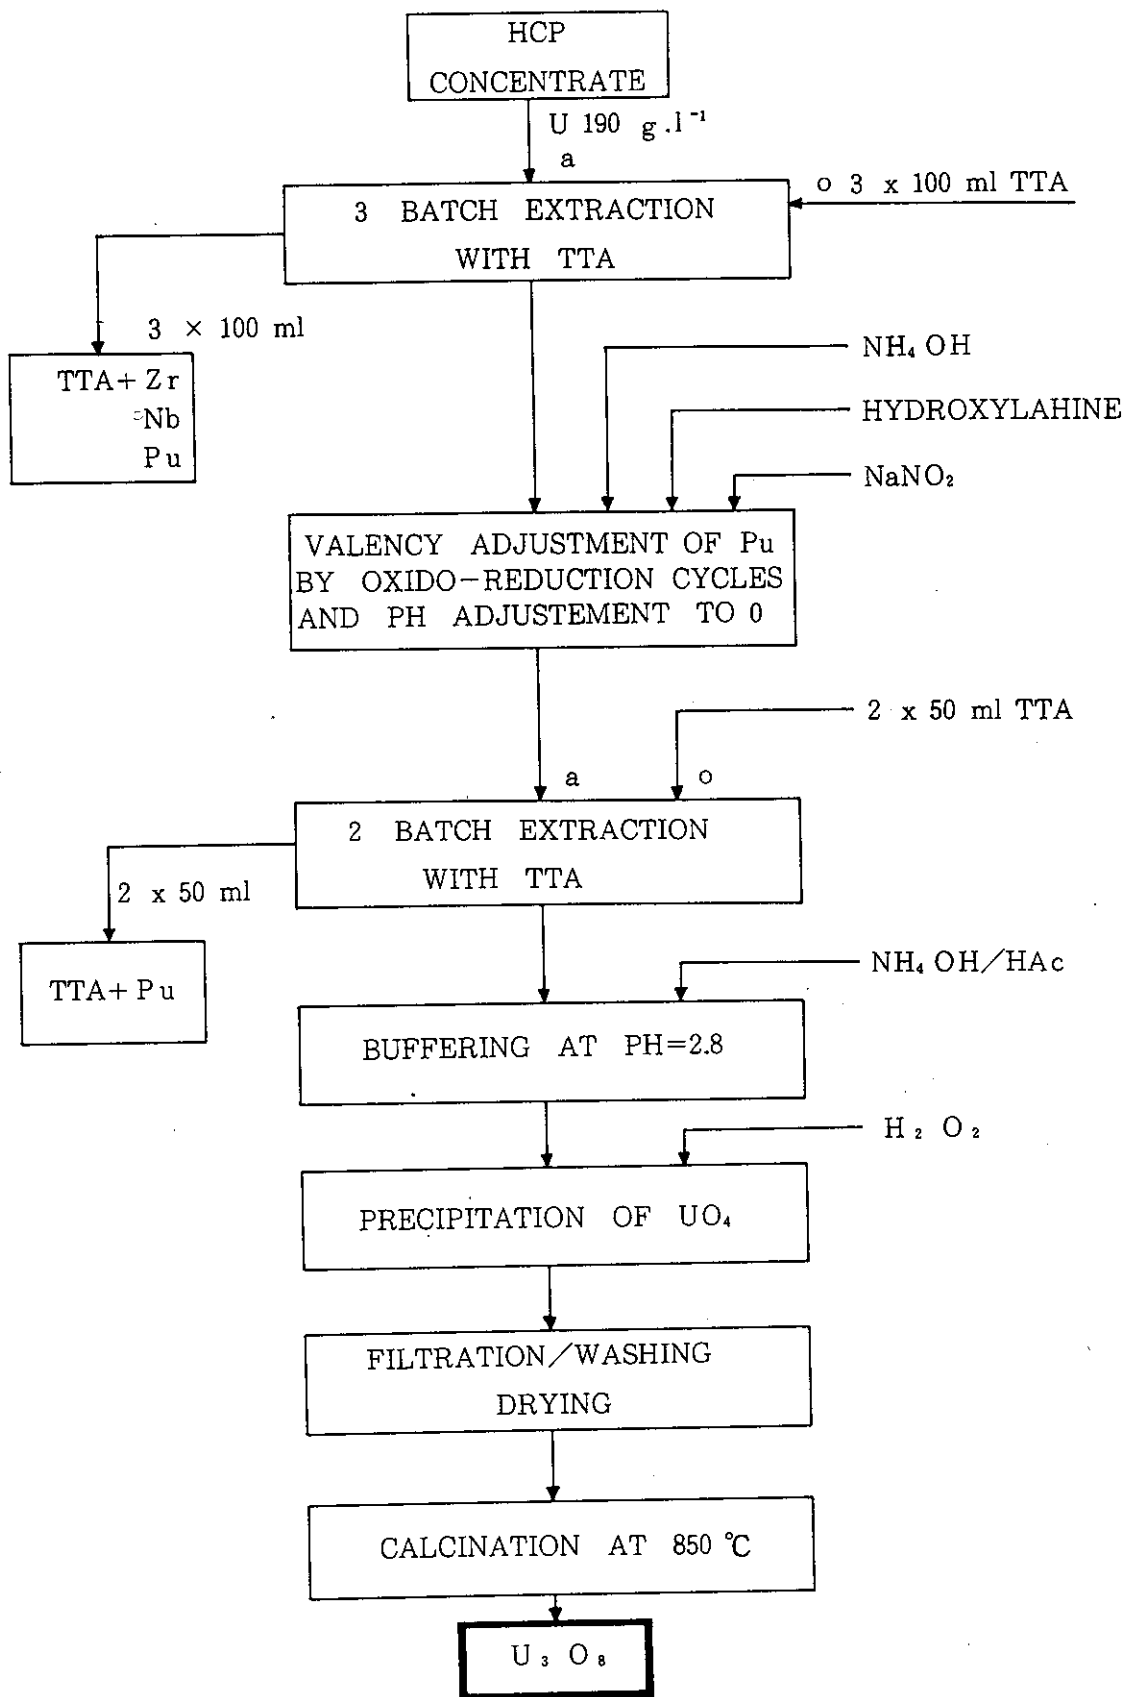 HCP
CONCENTRATE
U 190 g.l⁻¹
a
o 3 x 100 ml TTA
3 BATCH EXTRACTION
WITH TTA
3 × 100 ml
TTA+ Zr
Nb
Pu
NH₄ OH
HYDROXYLAHINE
NaNO₂
VALENCY ADJUSTMENT OF Pu
BY OXIDO-REDUCTION CYCLES
AND PH ADJUSTEMENT TO 0
2 x 50 ml TTA
a
o
2 BATCH EXTRACTION
WITH TTA
2 x 50 ml
TTA+ Pu
NH₄ OH/HAc
BUFFERING AT PH=2.8
H₂ O₂
PRECIPITATION OF UO₄
FILTRATION/WASHING
DRYING
CALCINATION AT 850 ℃
U₃ O₈